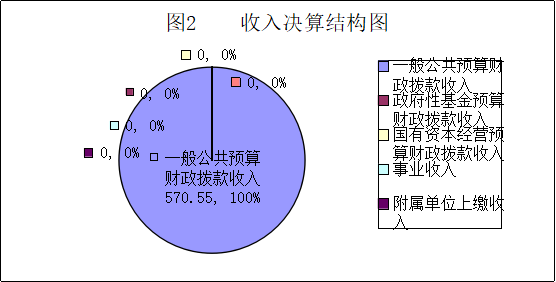 图2 收入决算结构图
0, 0%
0, 0%
0, 0%
0, 0%
0, 0%
一般公共预算
财政拨款收入
570.55, 100%
一般公共预算财
政拨款收入
政府性基金预算
财政拨款收入
国有资本经营预
算财政拨款收入
事业收入
附属单位上缴收
入